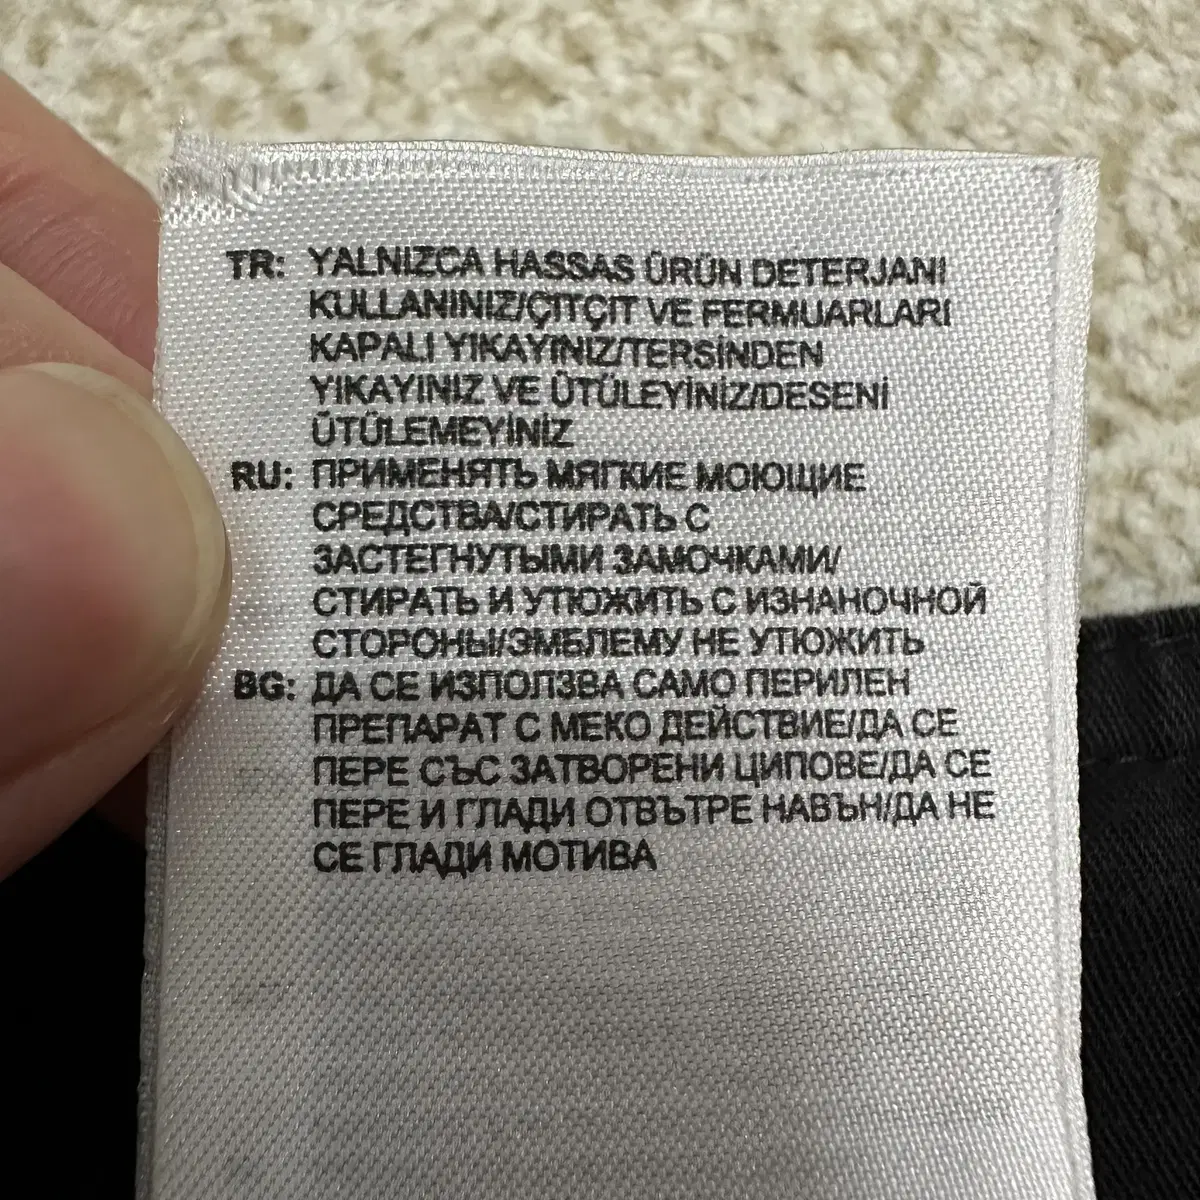 TR: YALNIZCA HASSAS ÜRÜN DETERJANI
KULLANINIZ/ÇITÇIT VE FERMUARLARI
KAPALI YIKAYINIZ/TERSİNDEN
YIKAYINIZ VE ÜTÜLEYİNİZ/DESENİ
ÜTÜLEMEYİNİZ
RU: ПРИМЕНЯТЬ МЯГКИЕ МОЮЩИЕ
СРЕДСТВА/СТИРАТЬ С
ЗАСТЕГНУТЫМИ ЗАМОЧКАМИ/
СТИРАТЬ И УТЮЖИТЬ С ИЗНАНОЧНОЙ
СТОРОНЫ/ЭМБЛЕМУ НЕ УТЮЖИТЬ
BG: ДА СЕ ИЗПОЛЗВА САМО ПЕРИЛЕН
ПРЕПАРАТ С МЕКО ДЕЙСТВИЕ/ДА СЕ
ПЕРЕ СЪС ЗАТВОРЕНИ ЦИПОВЕ/ДА СЕ
ПЕРЕ И ГЛАДИ ОТВЪТРЕ НАВЪН/ДА НЕ
СЕ ГЛАДИ МОТИВА